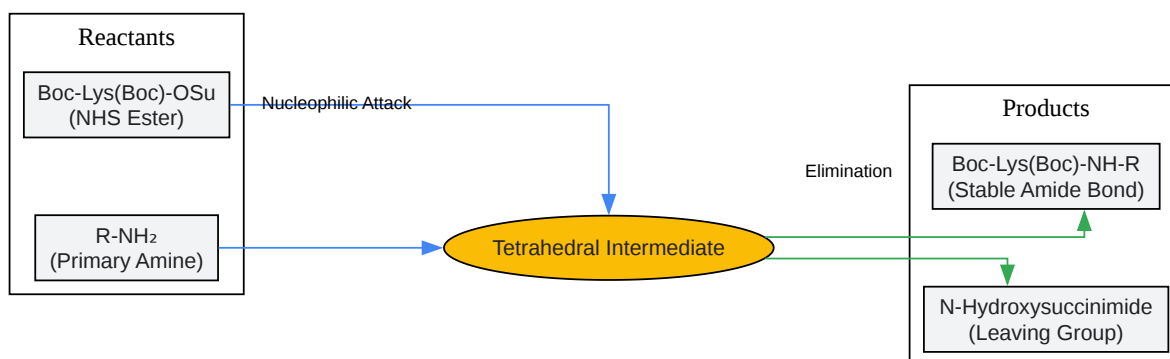 Reactants
Boc-Lys(Boc)-OSu
(NHS Ester)
Nucleophilic Attack
R-NH₂
(Primary Amine)
Tetrahedral Intermediate
Elimination
Products
Boc-Lys(Boc)-NH-R
(Stable Amide Bond)
N-Hydroxysuccinimide
(Leaving Group)